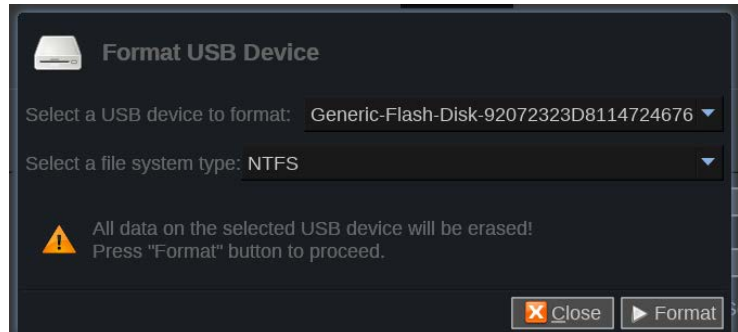 Format USB Device
Select a USB device to format: Generic-Flash-Disk-92072323D8114724676
Select a file system type: NTFS
All data on the selected USB device will be erased!
Press "Format" button to proceed.
Close Format